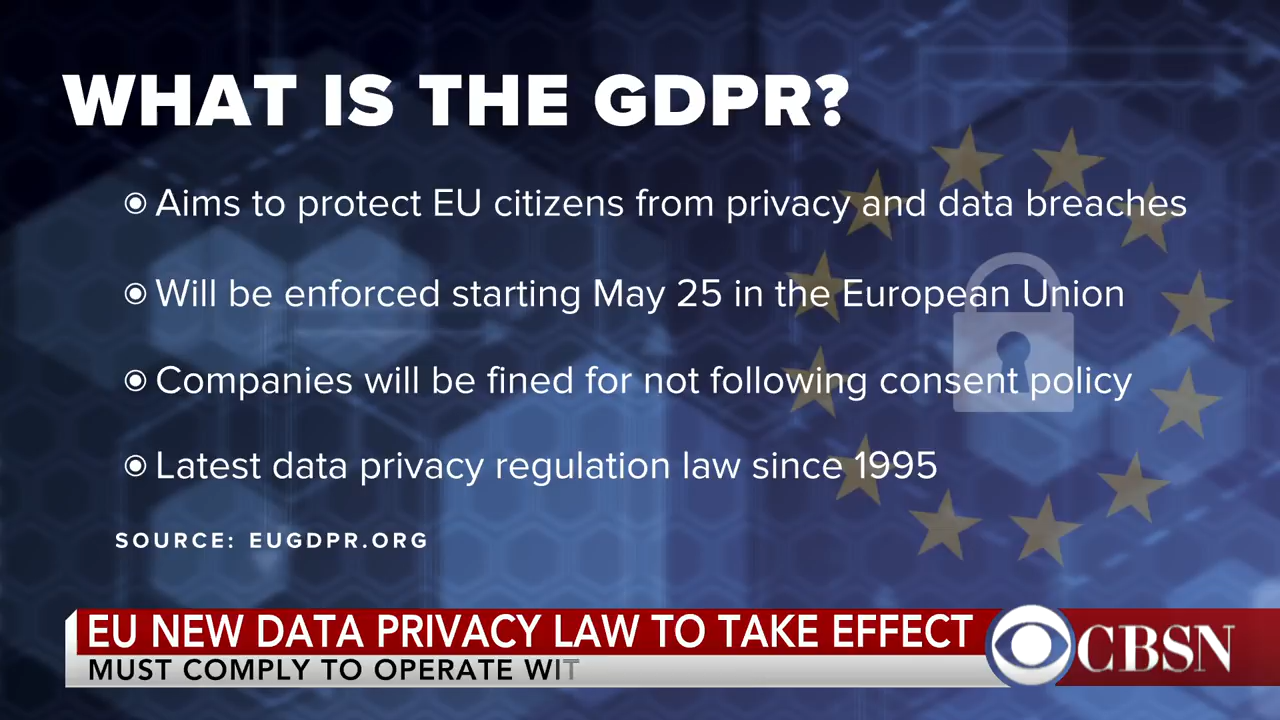 WHAT IS THE GDPR?
Aims to protect EU citizens from privacy and data breaches
Will be enforced starting May 25 in the European Union
Companies will be fined for not following consent policy
Latest data privacy regulation law since 1995
SOURCE: EUGDPR.ORG
EU NEW DATA PRIVACY LAW TO TAKE EFFECT
MUST COMPLY TO OPERATE WIT
CBSN